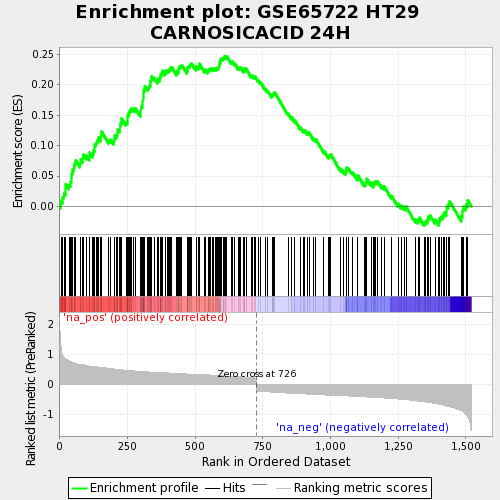 Enrichment plot: GSE65722 HT29
CARNOSICACID 24H
Enrichment score (ES)
0.25
0.20
0.15
0.10
0.05
0.00
'na_pos' (positively correlated)
Ranked list metric (PreRanked)
2
1
0
-1
Zero cross at 726
'na_neg' (negatively correlated)
0
250
500
750
1,000
1,250
1,500
Rank in Ordered Dataset
Enrichment profile
Hits
Ranking metric scores